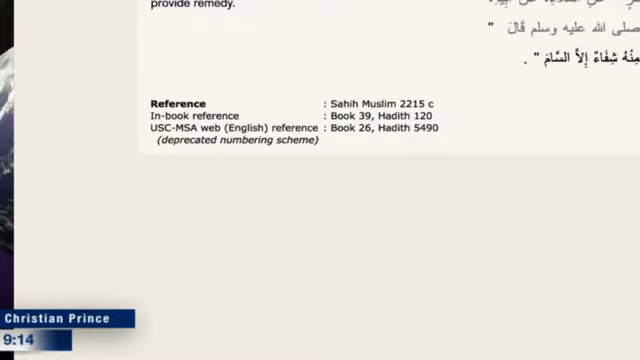 provide remedy.
صلى الله عليه وسلم قَالَ "
مِنْهُ شِفَاءٌ إِلاَّ السَّامَ " .
Reference : Sahih Muslim 2215 c
In-book reference : Book 39, Hadith 120
USC-MSA web (English) reference : Book 26, Hadith 5490
(deprecated numbering scheme)
Christian Prince
9:14